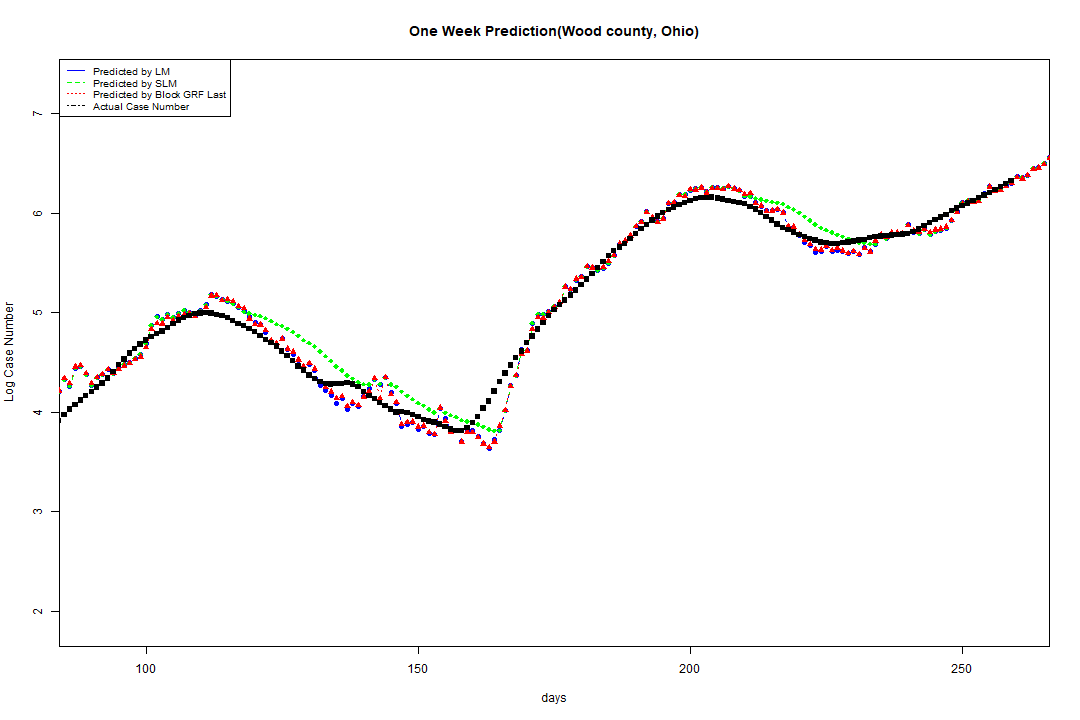 One Week Prediction(Wood county, Ohio)
Predicted by LM
Predicted by SLM
Predicted by Block GRF Last
Actual Case Number
7
6
5
4
3
2
Log Case Number
100
150
200
250
days